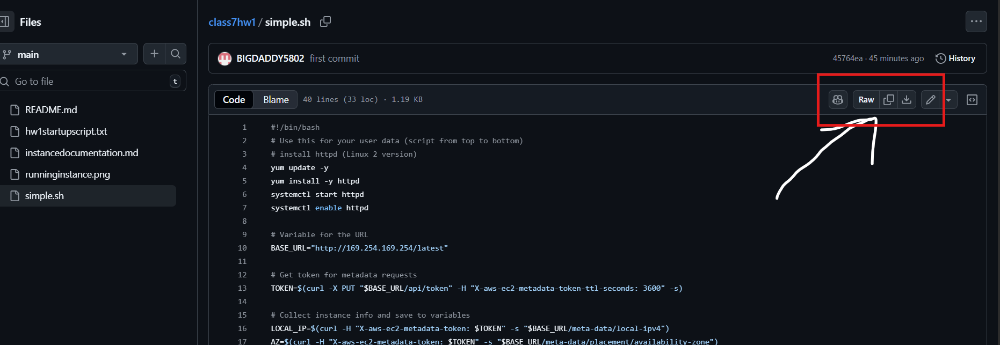 Files
class7hw1 / simple.sh
main
BIGDADDY5802 first commit
45764ea · 45 minutes ago
History
Go to file
t
Code Blame 40 lines (33 loc) · 1.19 KB
Raw
README.md
hw1startupscript.txt
instancedocumentation.md
runninginstance.png
simple.sh
1 #!/bin/bash
2 # Use this for your user data (script from top to bottom)
3 # install httpd (Linux 2 version)
4 yum update -y
5 yum install -y httpd
6 systemctl start httpd
7 systemctl enable httpd
8
9 # Variable for the URL
10 BASE_URL="http://169.254.169.254/latest"
11
12 # Get token for metadata requests
13 TOKEN=$(curl -X PUT "$BASE_URL/api/token" -H "X-aws-ec2-metadata-token-ttl-seconds: 3600" -s)
14
15 # Collect instance info and save to variables
16 LOCAL_IP=$(curl -H "X-aws-ec2-metadata-token: $TOKEN" -s "$BASE_URL/meta-data/local-ipv4")
17 AZ=$(curl -H "X-aws-ec2-metadata-token: $TOKEN" -s "$BASE_URL/meta-data/placement/availability-zone")